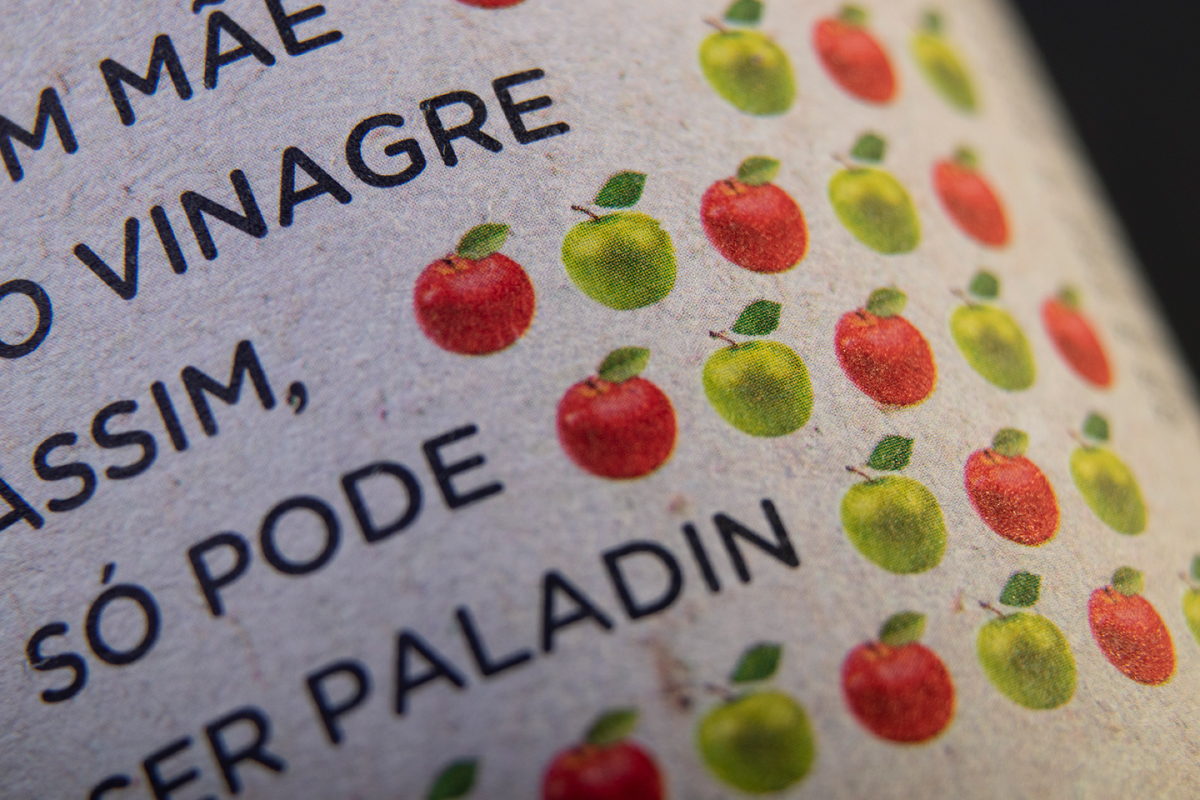 M MÃE
O VINAGRE
ASSIM,
SÓ PODE
SER PALADIN